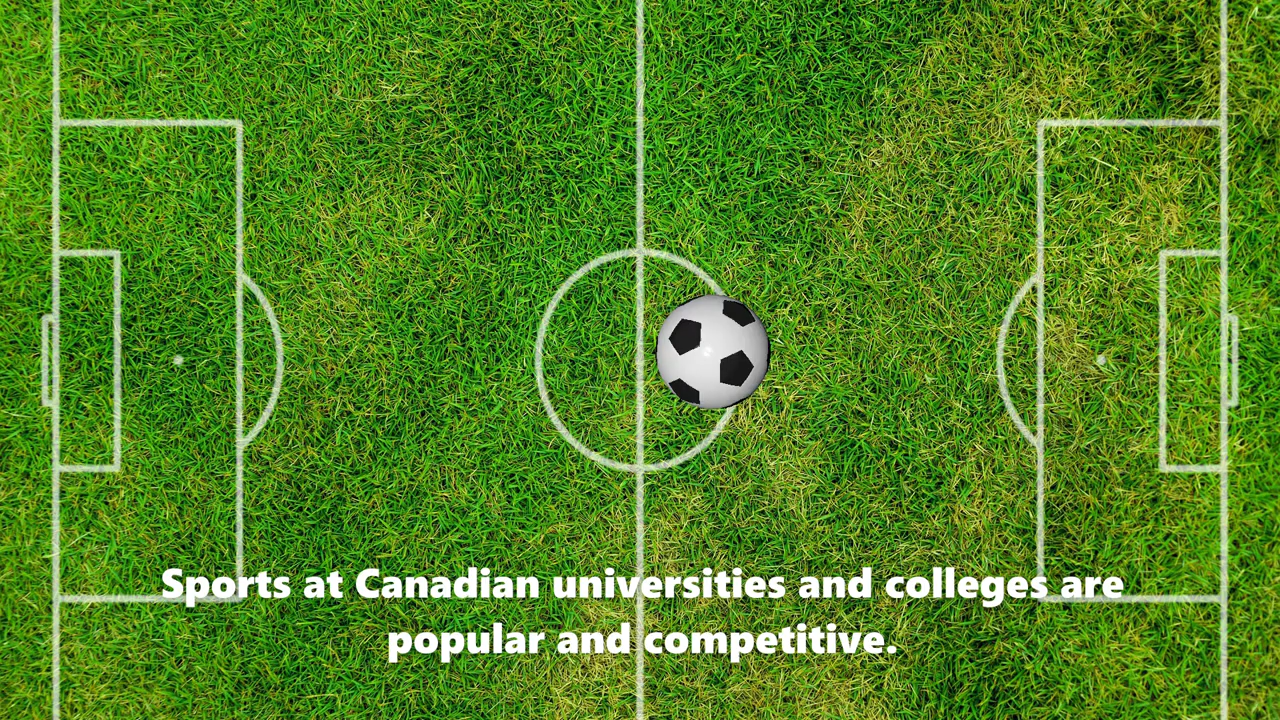 Sports at Canadian universities and colleges are
popular and competitive.